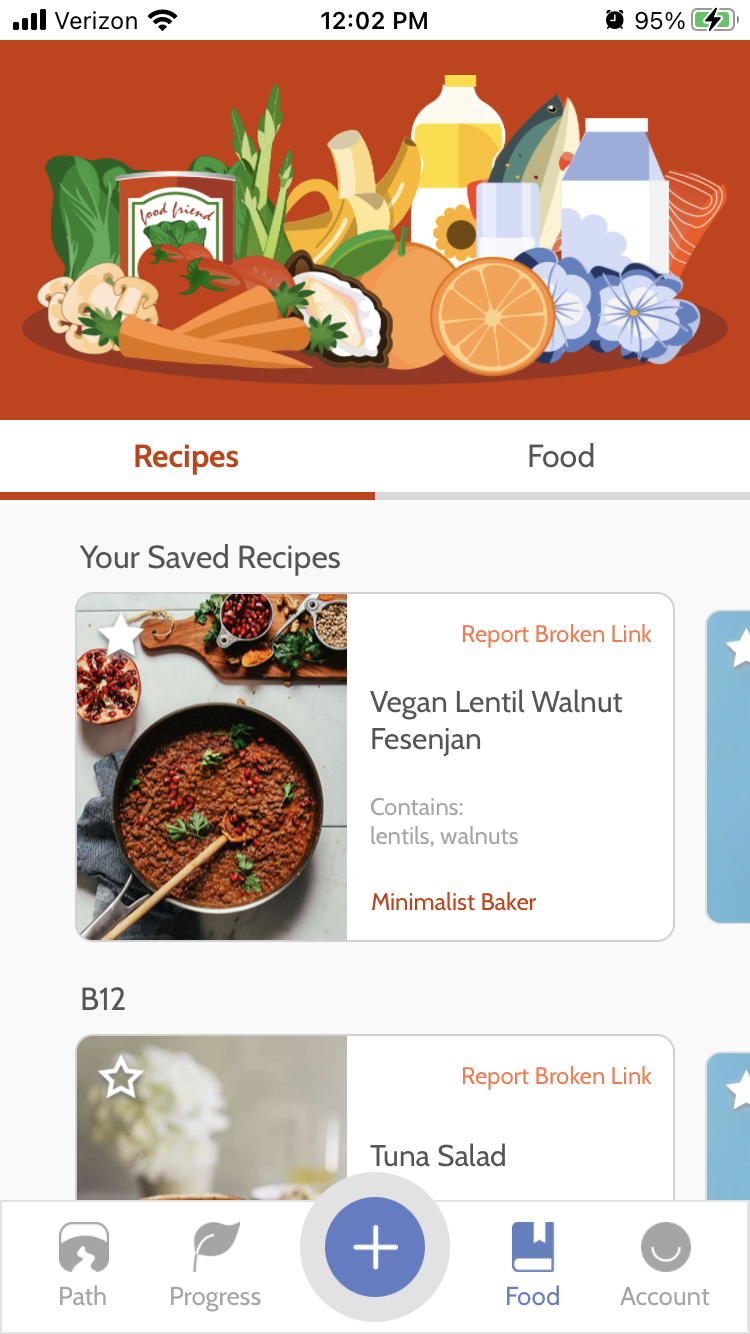 Verizon 12:02 PM 95%
food friend
Recipes Food
Your Saved Recipes
Report Broken Link
Vegan Lentil Walnut
Fesenjan
Contains:
lentils, walnuts
Minimalist Baker
B12
Report Broken Link
Tuna Salad
Path Progress Food Account